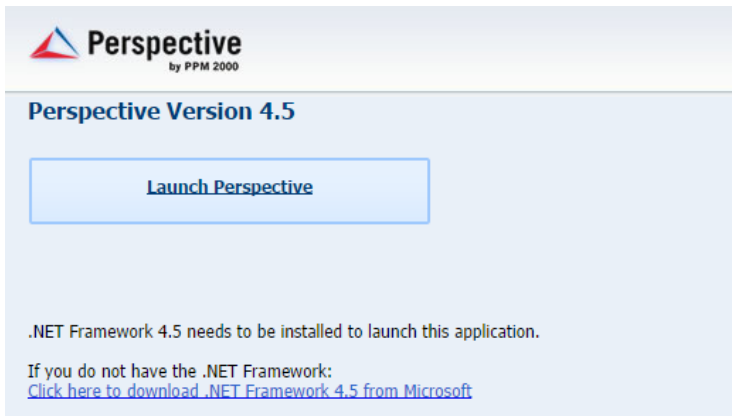 Perspective
by PPM 2000
Perspective Version 4.5
Launch Perspective
.NET Framework 4.5 needs to be installed to launch this application.
If you do not have the .NET Framework:
Click here to download .NET Framework 4.5 from Microsoft